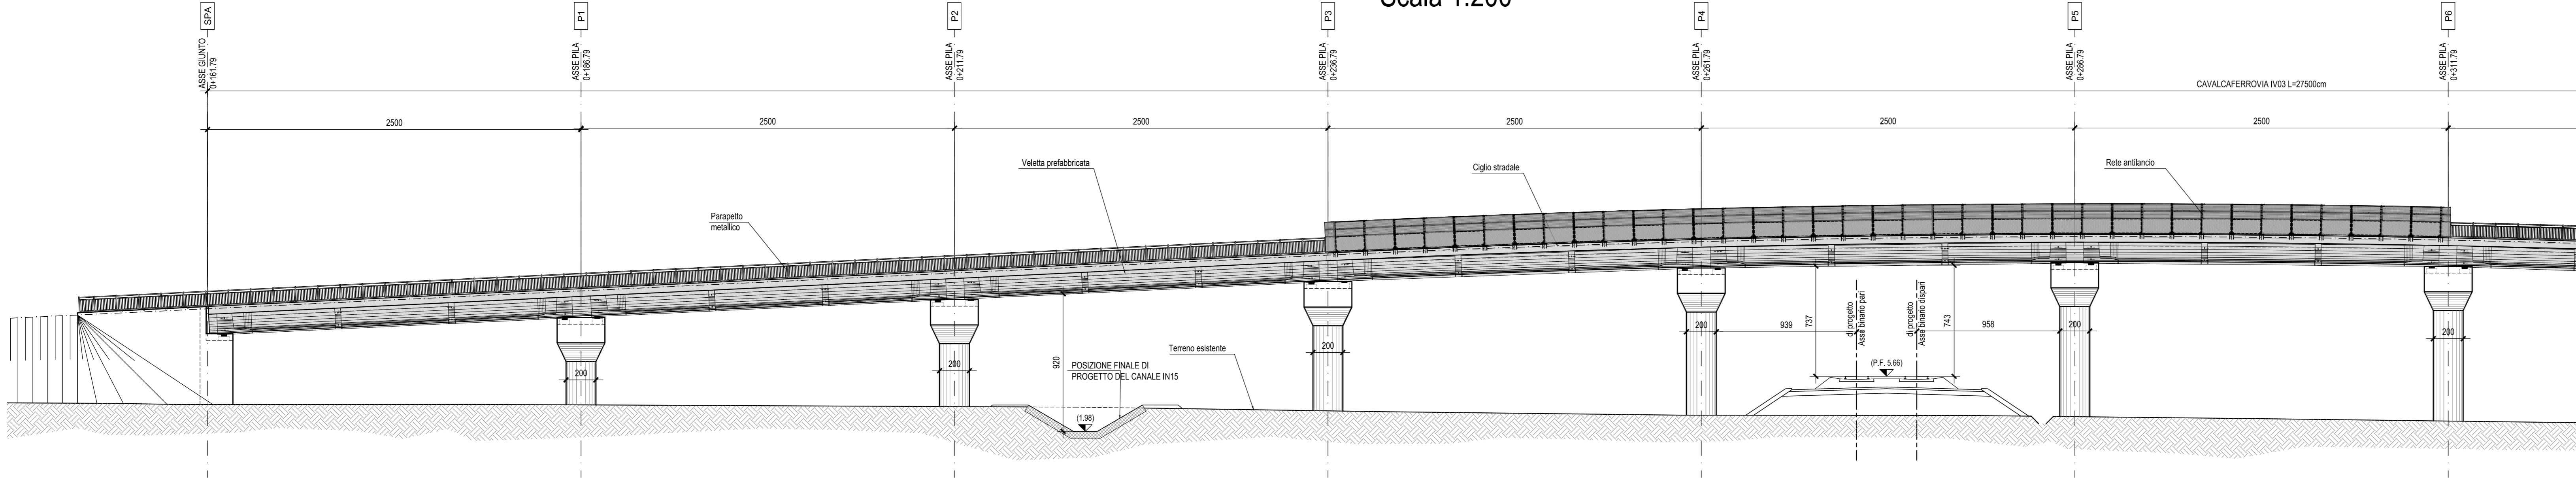 Scala 1:200
SPA
P1
P2
P3
P4
P5
P6
ASSE GIUNTO
0+161.79
ASSE PILA
0+186.79
ASSE PILA
0+211.79
ASSE PILA
0+236.79
ASSE PILA
0+261.79
ASSE PILA
0+286.79
ASSE PILA
0+311.79
CAVALCAFERROVIA IV03 L=27500cm
2500
2500
2500
2500
2500
2500
Parapetto
metallico
Veletta prefabbricata
Ciglio stradale
Rete antilancio
200
200
200
200
200
200
939
737
di progetto
Asse binario pari
di progetto
Asse binario dispari
743
958
920
POSIZIONE FINALE DI
PROGETTO DEL CANALE IN15
Terreno esistente
(P.F. 5,66)
(1.98)